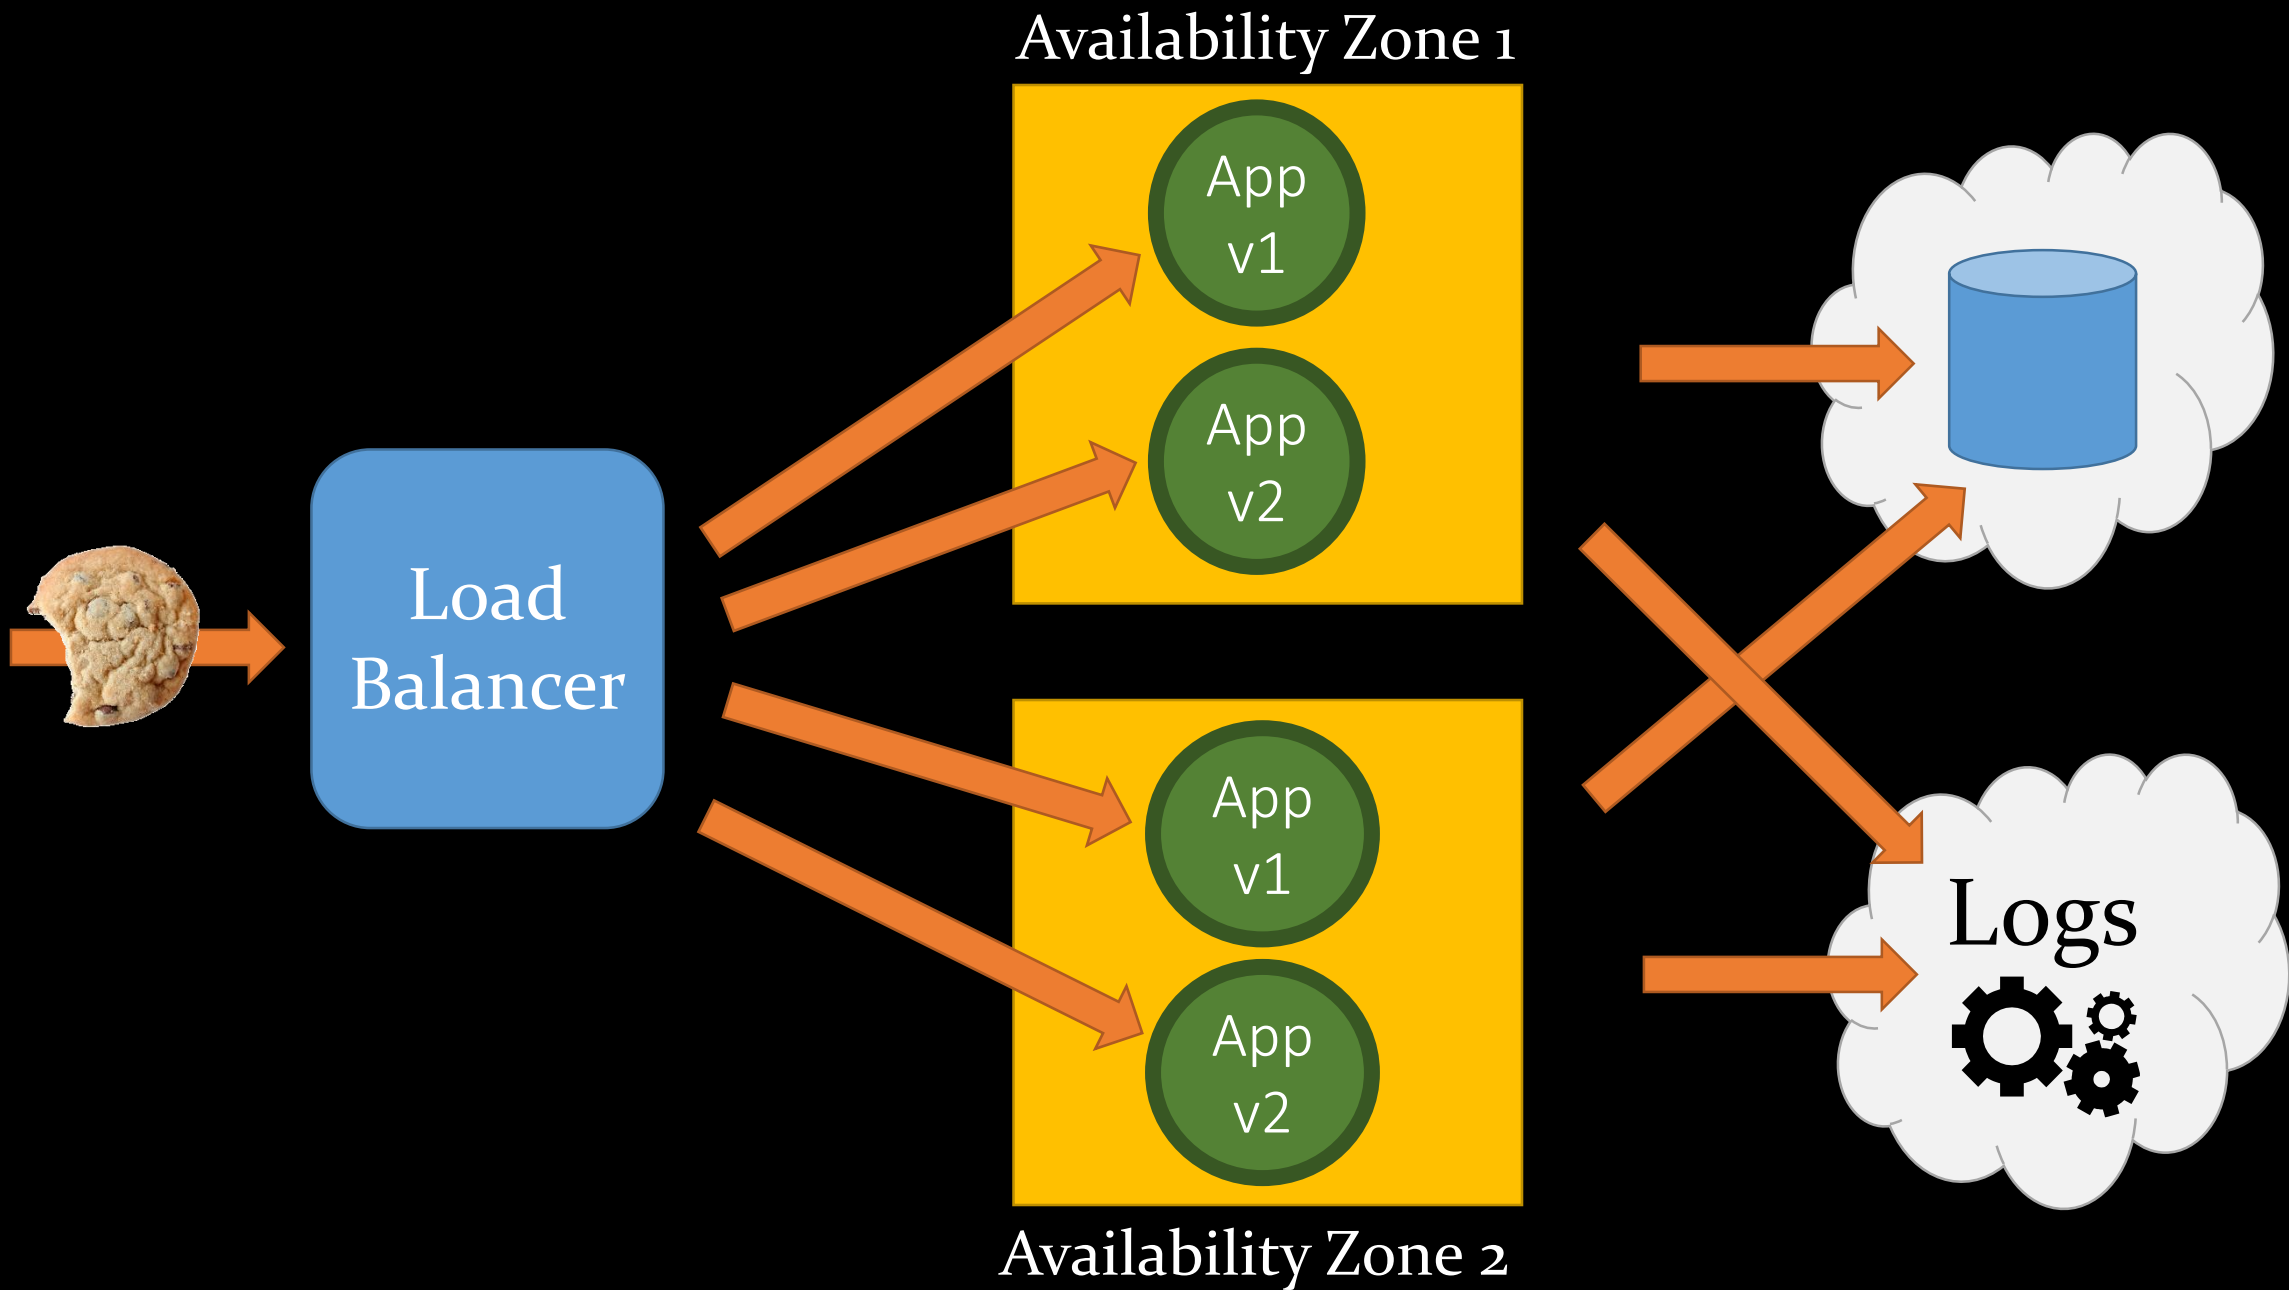 Availability Zone 1
App
v1
App
v2
Load
Balancer
App
v1
App
v2
Logs
Availability Zone 2